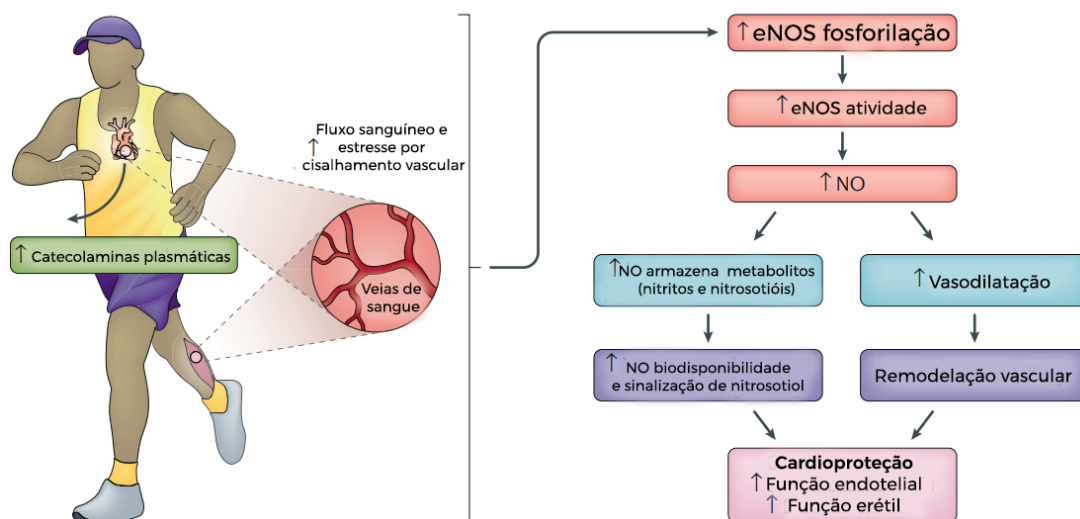 Fluxo sanguíneo e
↑ estresse por
cisalhamento vascular
↑ Catecolaminas plasmáticas
Veias de
sangue
↑ eNOS fosforilação
↑ eNOS atividade
↑ NO
↑ NO armazena metabolitos
(nitritos e nitrosotióis)
↑ Vasodilatação
↑ NO biodisponibilidade
e sinalização de nitrosotiol
Remodelação vascular
Cardioproteção
↑ Função endotelial
↑ Função erétil